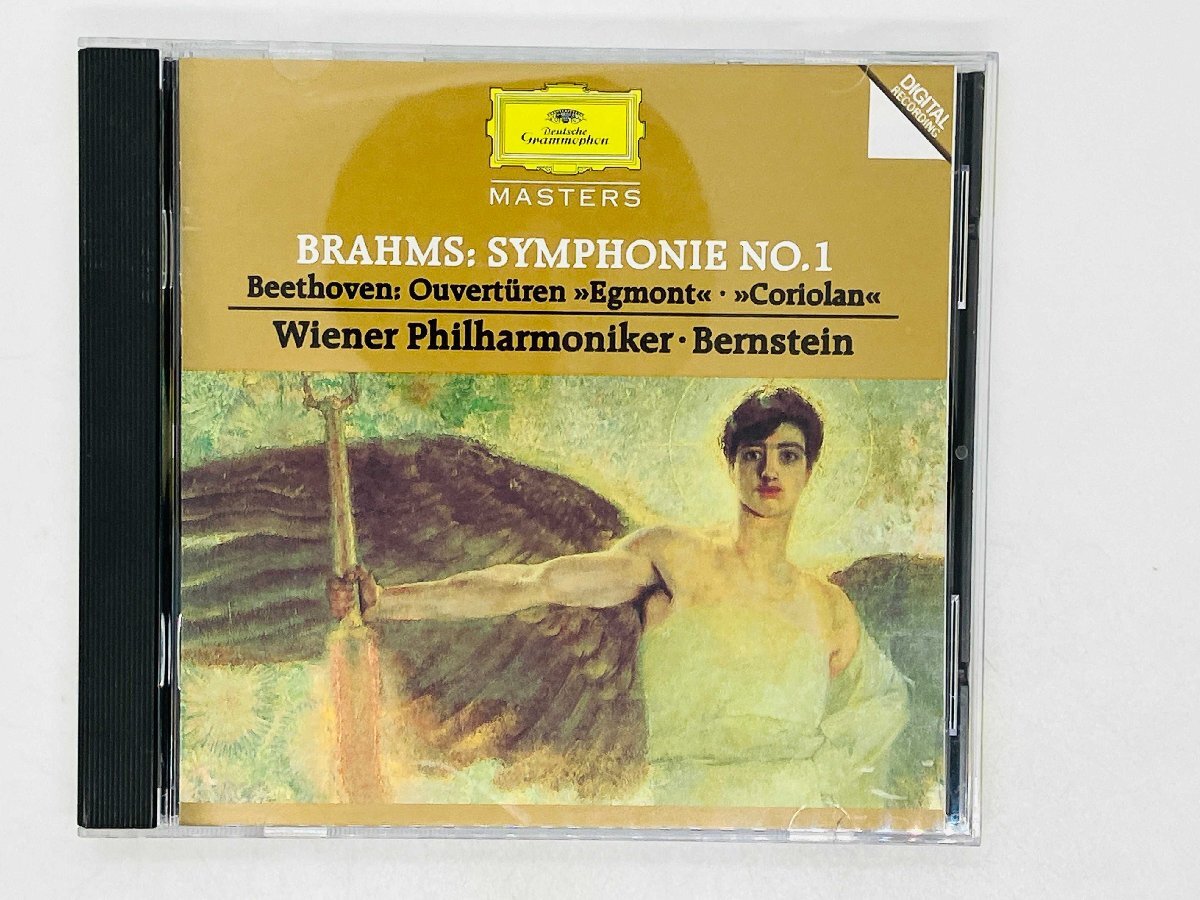 DIGITAL
RECORDING
Deutsche
Grammophon
MASTERS
BRAHMS: SYMPHONIE NO.1
Beethoven: Ouvertüren »Egmont« · »Coriolan«
Wiener Philharmoniker · Bernstein